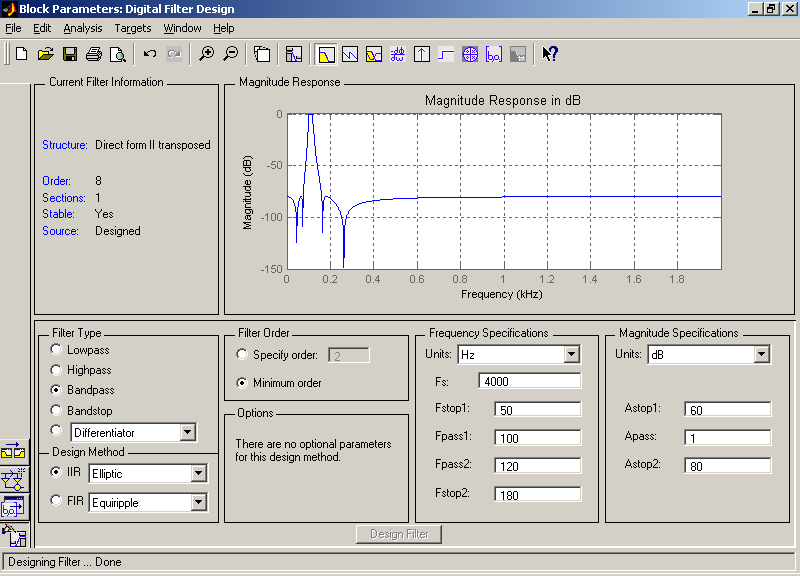 Block Parameters: Digital Filter Design
File Edit Analysis Targets Window Help
Current Filter Information
Structure: Direct form II transposed
Order: 8
Sections: 1
Stable: Yes
Source: Designed
Magnitude Response
Magnitude Response in dB
Magnitude (dB)
0
-50
-100
-150
0 0.2 0.4 0.6 0.8 1 1.2 1.4 1.6 1.8
Frequency (kHz)
Filter Type
Lowpass
Highpass
Bandpass
Bandstop
Differentiator
Design Method
IIR Elliptic
FIR Equiripple
Filter Order
Specify order: 2
Minimum order
Options
There are no optional parameters
for this design method.
Frequency Specifications
Units: Hz
Fs: 4000
Fstop1: 50
Fpass1: 100
Fpass2: 120
Fstop2: 180
Magnitude Specifications
Units: dB
Astop1: 60
Apass: 1
Astop2: 80
Design Filter
Designing Filter ... Done